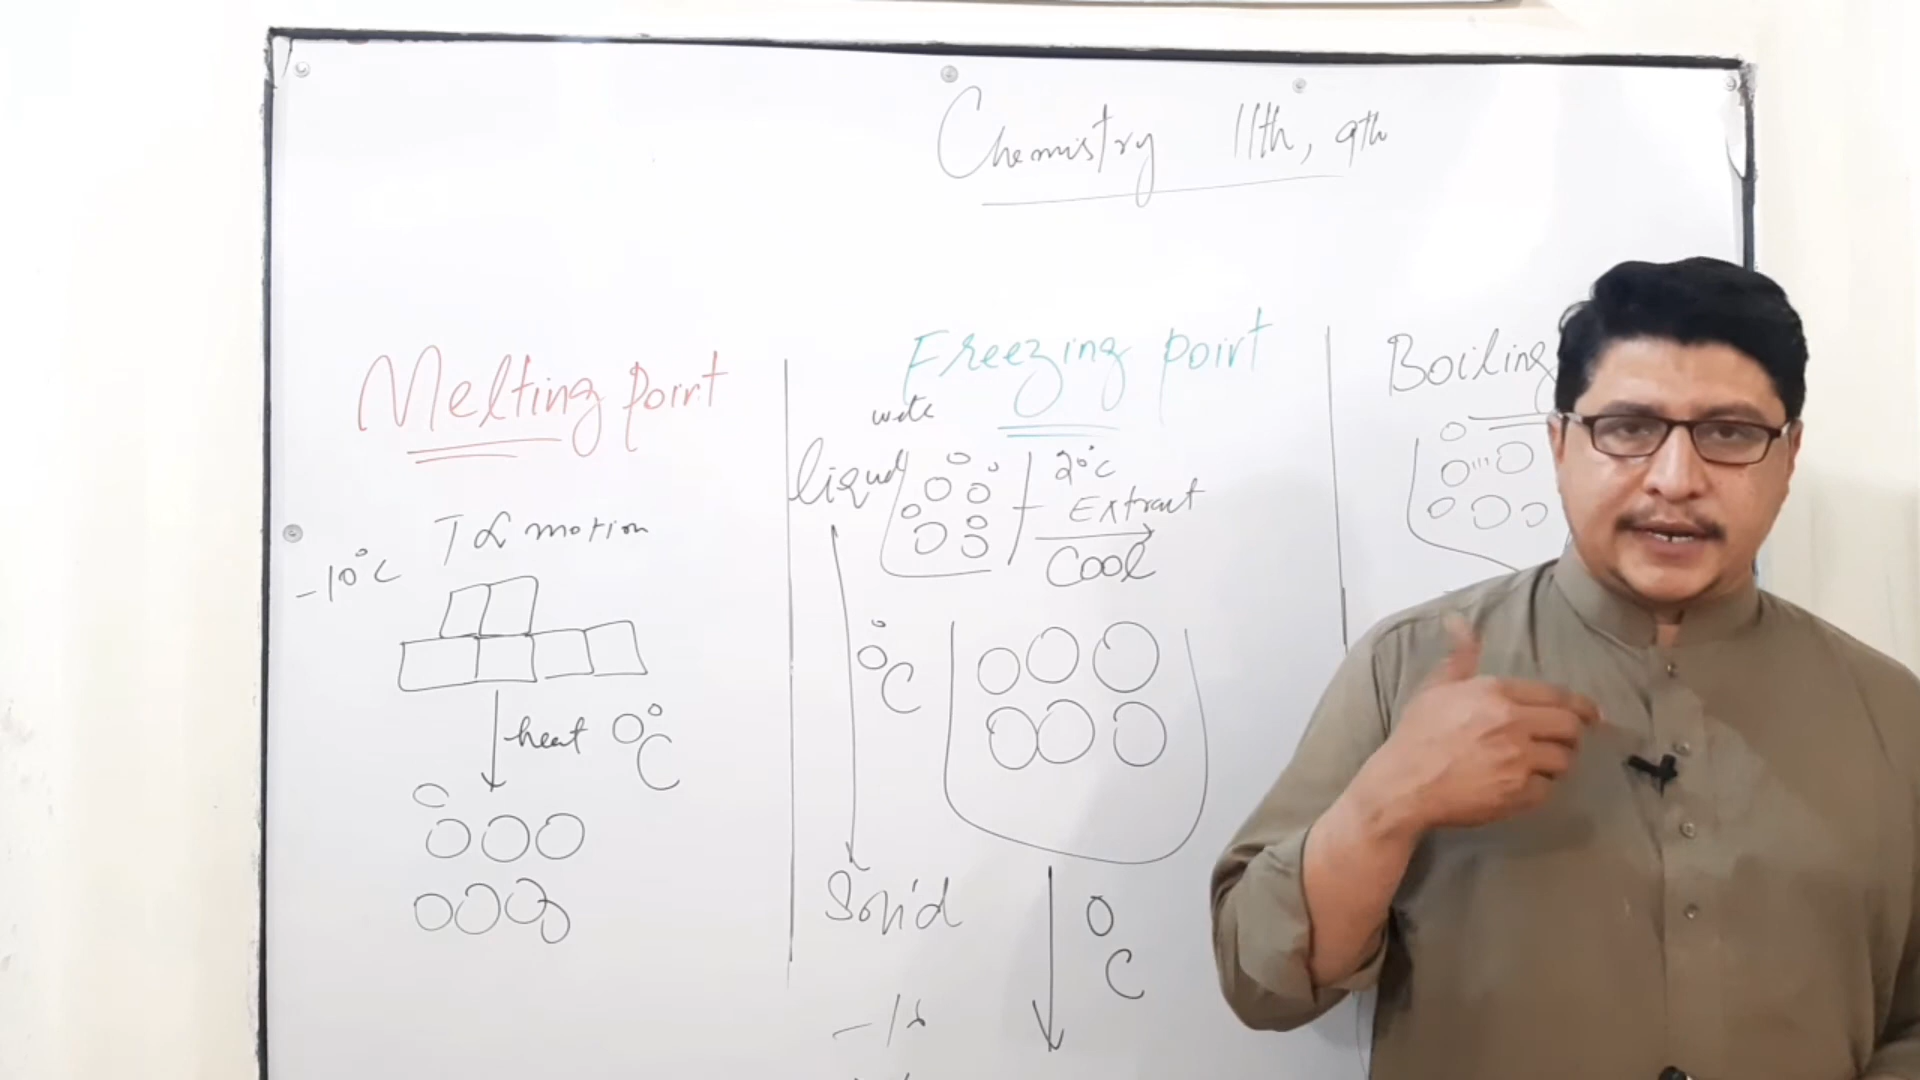 Chemistry 11th, 9th
Melting point
T α motion
-10°C
heat 0°C
Freezing point
liquid
20°C
Extract
Cool
0°C
Solid
0
C
Boiling